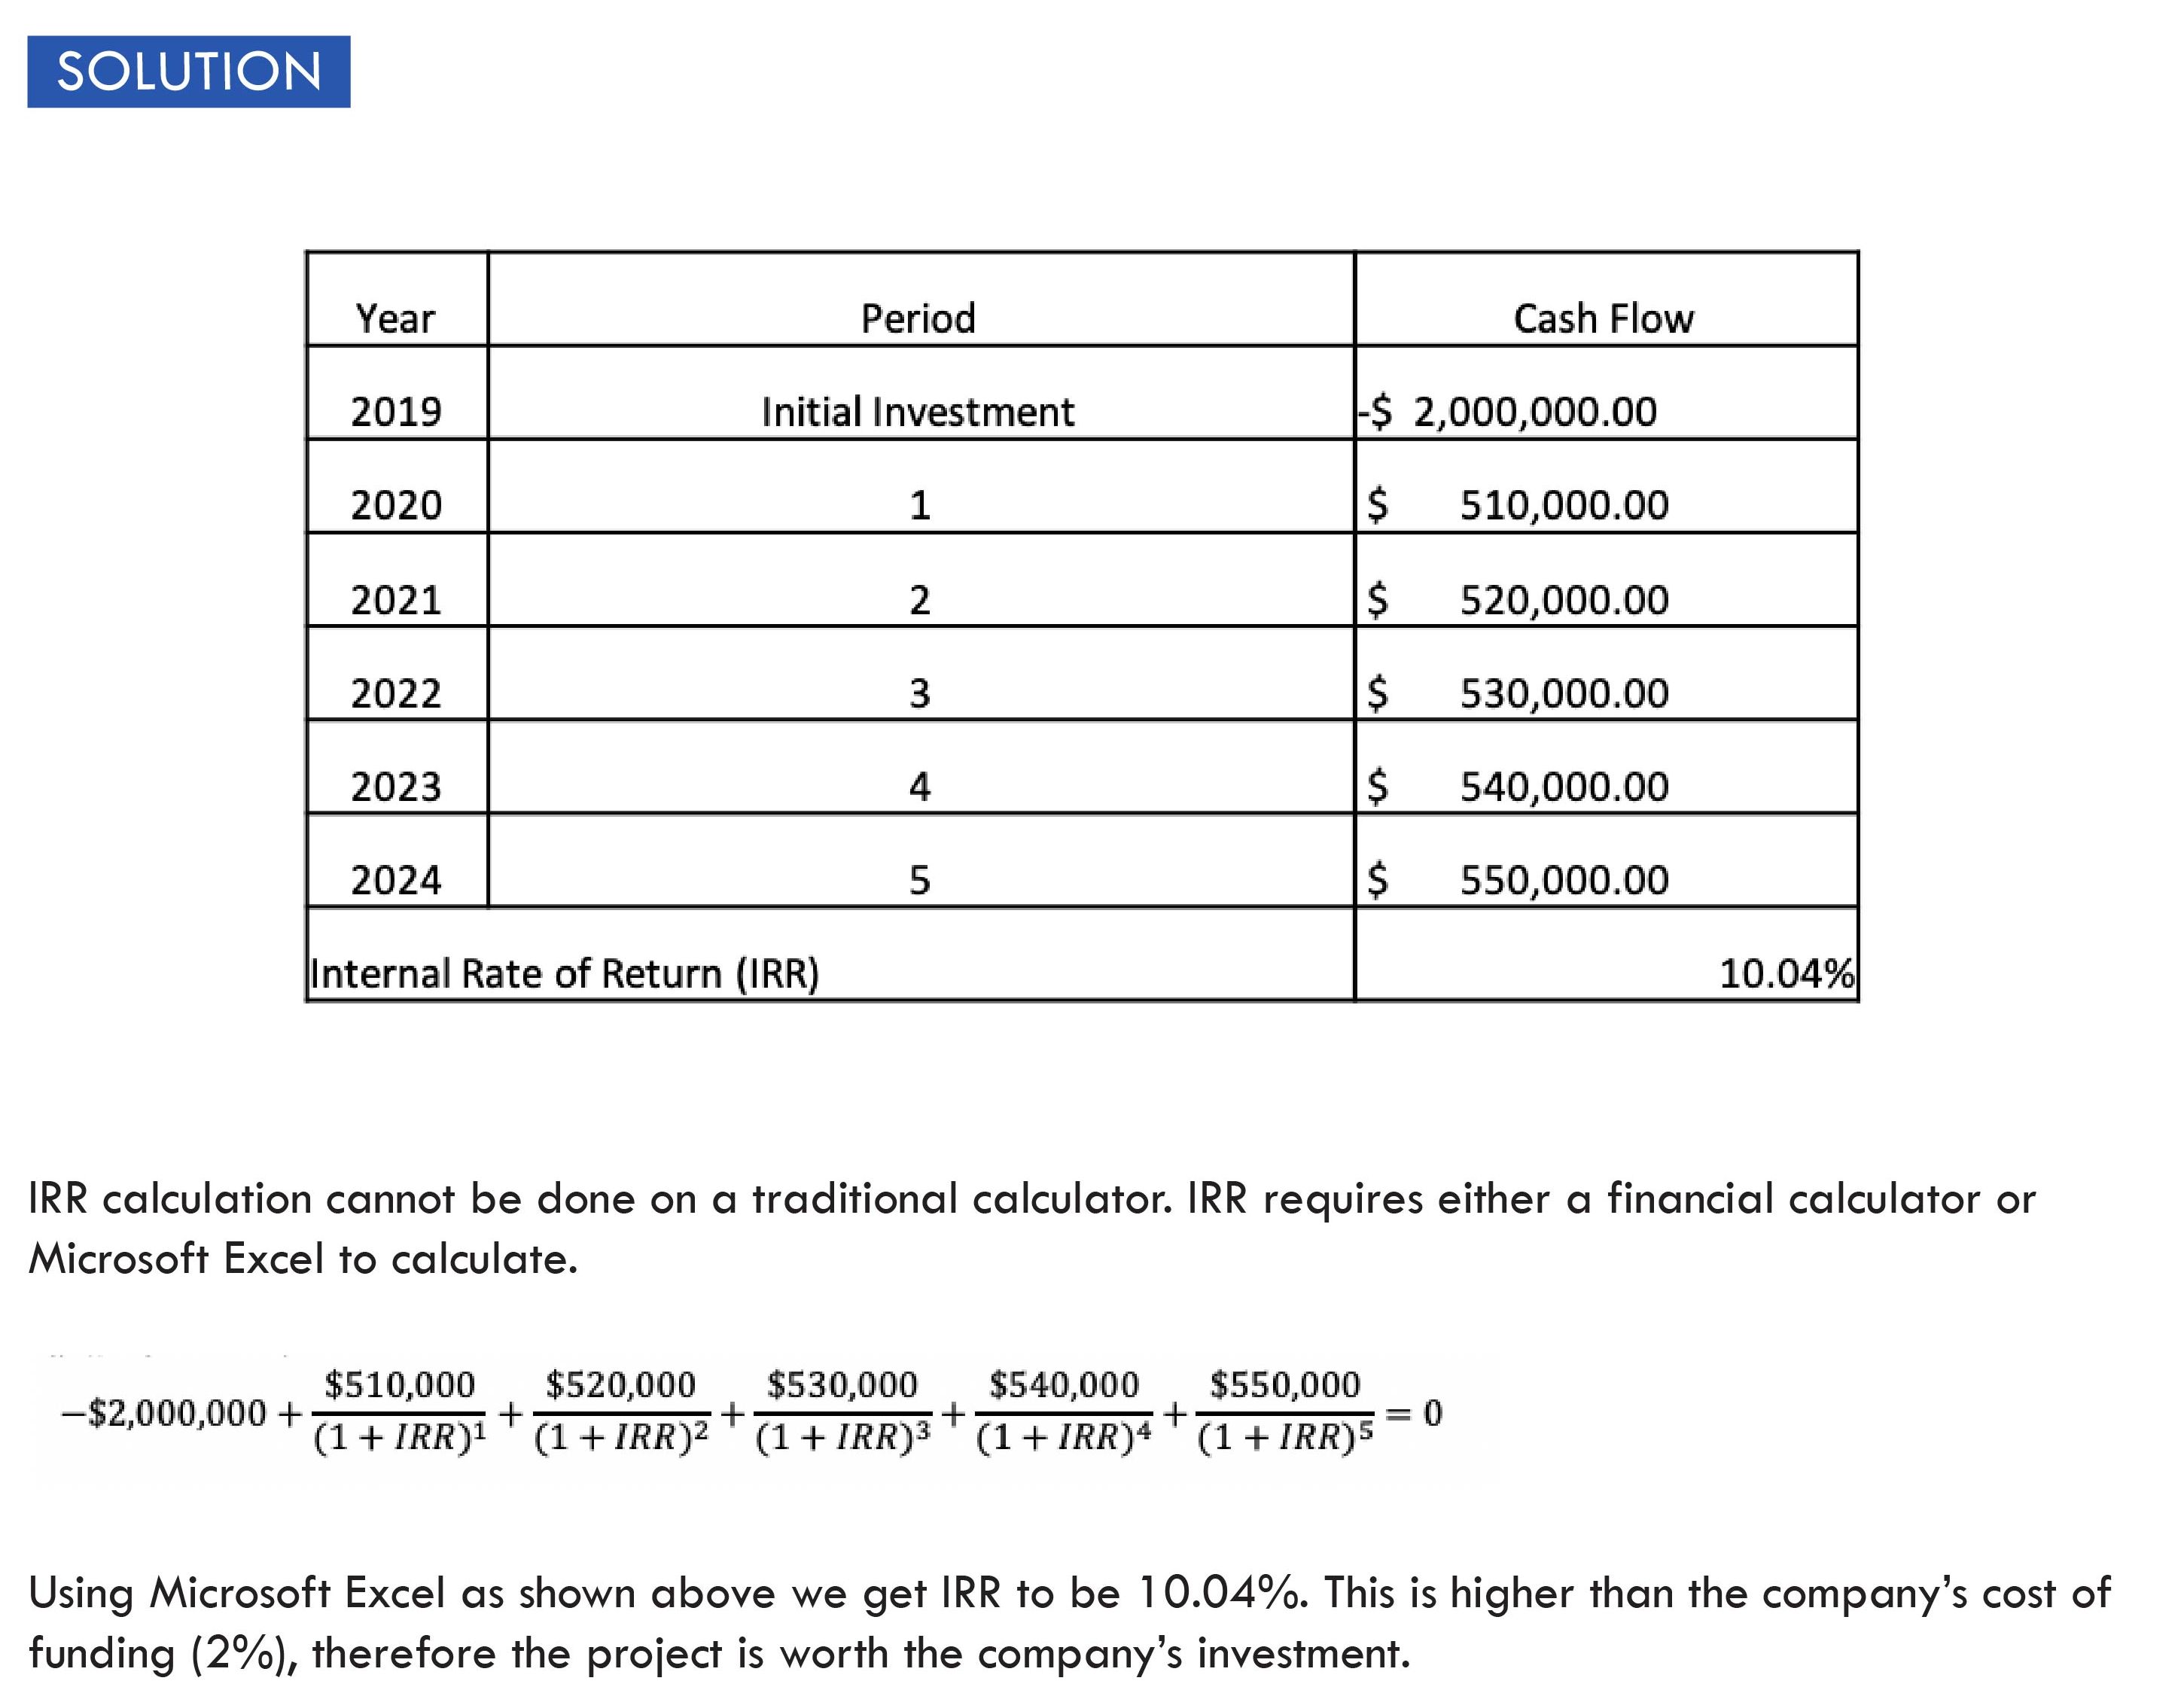 SOLUTION
Year Period Cash Flow
2019 Initial Investment -$ 2,000,000.00
2020 1 $ 510,000.00
2021 2 $ 520,000.00
2022 3 $ 530,000.00
2023 4 $ 540,000.00
2024 5 $ 550,000.00
Internal Rate of Return (IRR) 10.04%
IRR calculation cannot be done on a traditional calculator. IRR requires either a financial calculator or
Microsoft Excel to calculate.
−$2,000,000 + $510,000/(1 + IRR)¹ + $520,000/(1 + IRR)² + $530,000/(1 + IRR)³ + $540,000/(1 + IRR)⁴ + $550,000/(1 + IRR)⁵ = 0
Using Microsoft Excel as shown above we get IRR to be 10.04%. This is higher than the company’s cost of
funding (2%), therefore the project is worth the company’s investment.